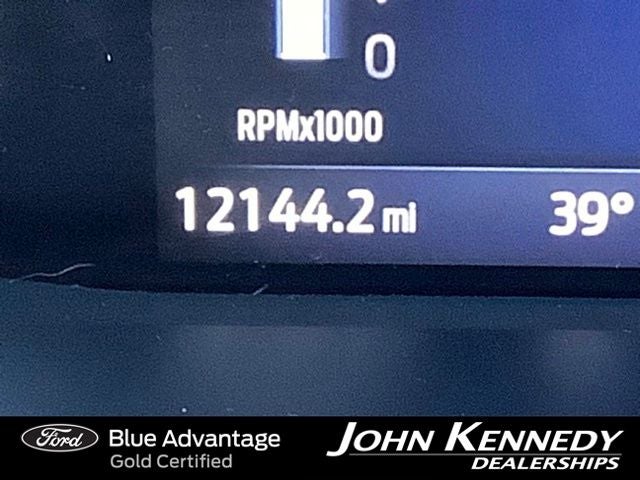 0
RPMx1000
12144.2 mi 39°
Ford Blue Advantage
Gold Certified
JOHN KENNEDY
DEALERSHIPS